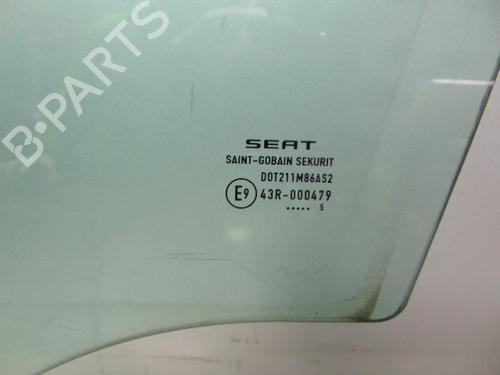 B-PARTS
SEAT
SAINT-GOBAIN SEKURIT
DOT211M86AS2
E9 43R-000479
..... 5